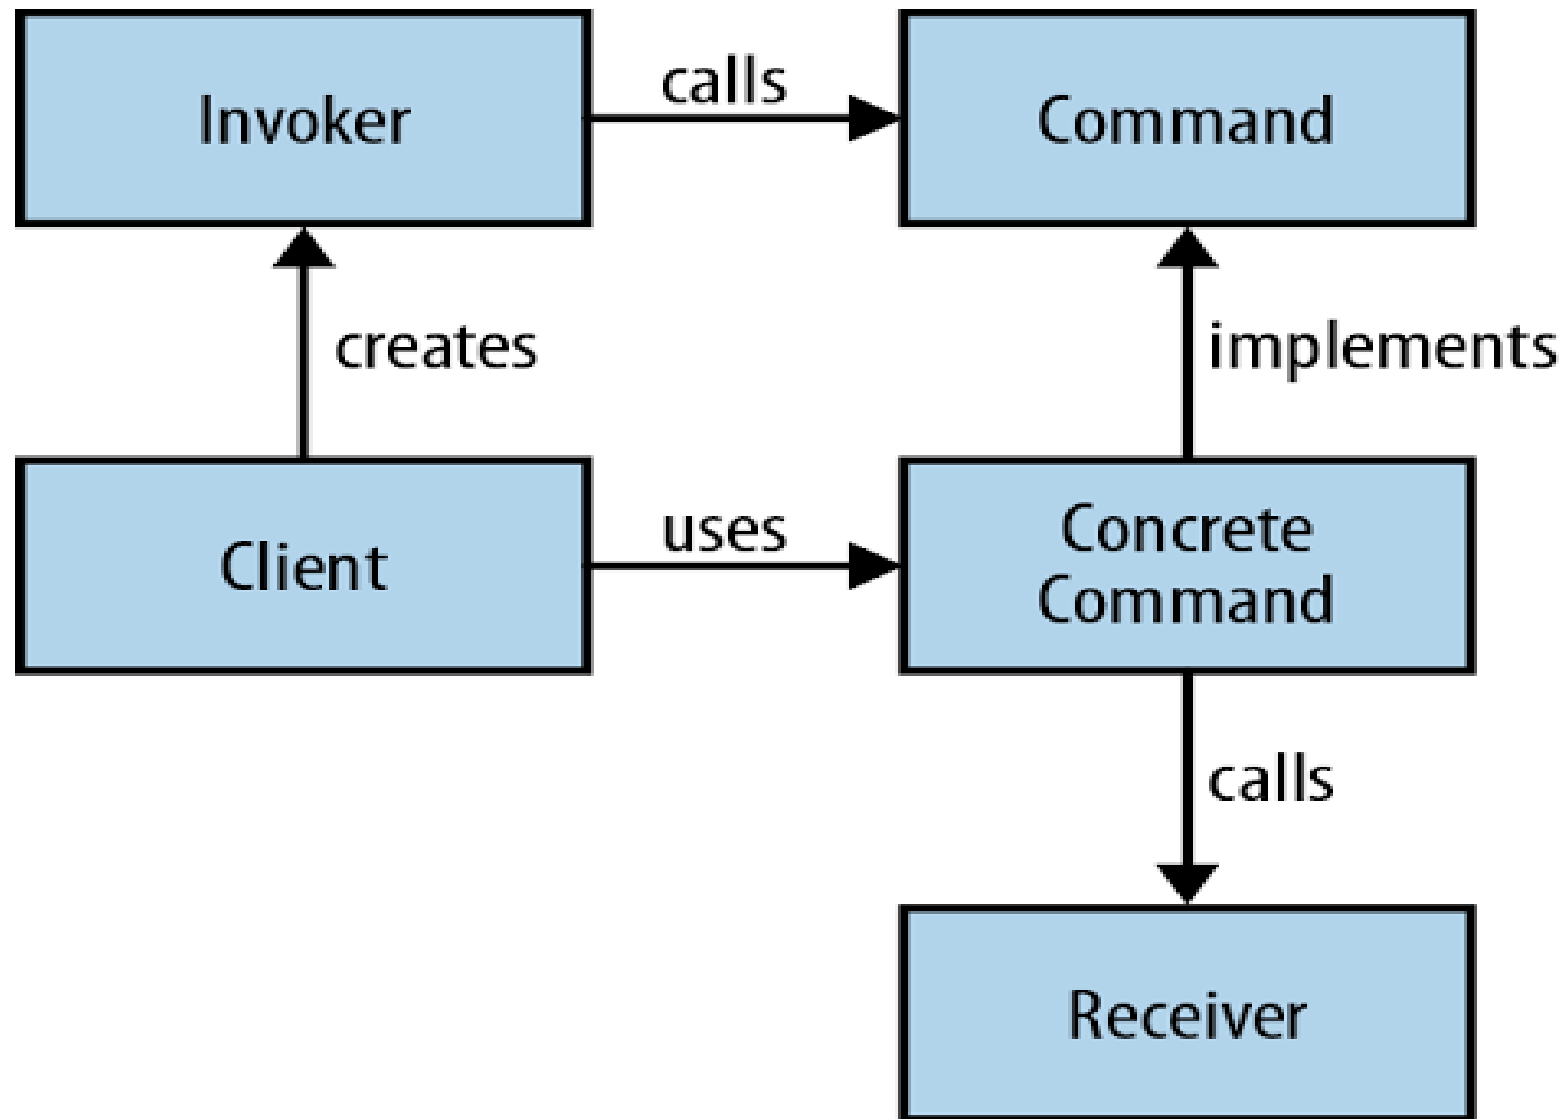 Invoker
calls
Command
creates
implements
Client
uses
Concrete
Command
calls
Receiver